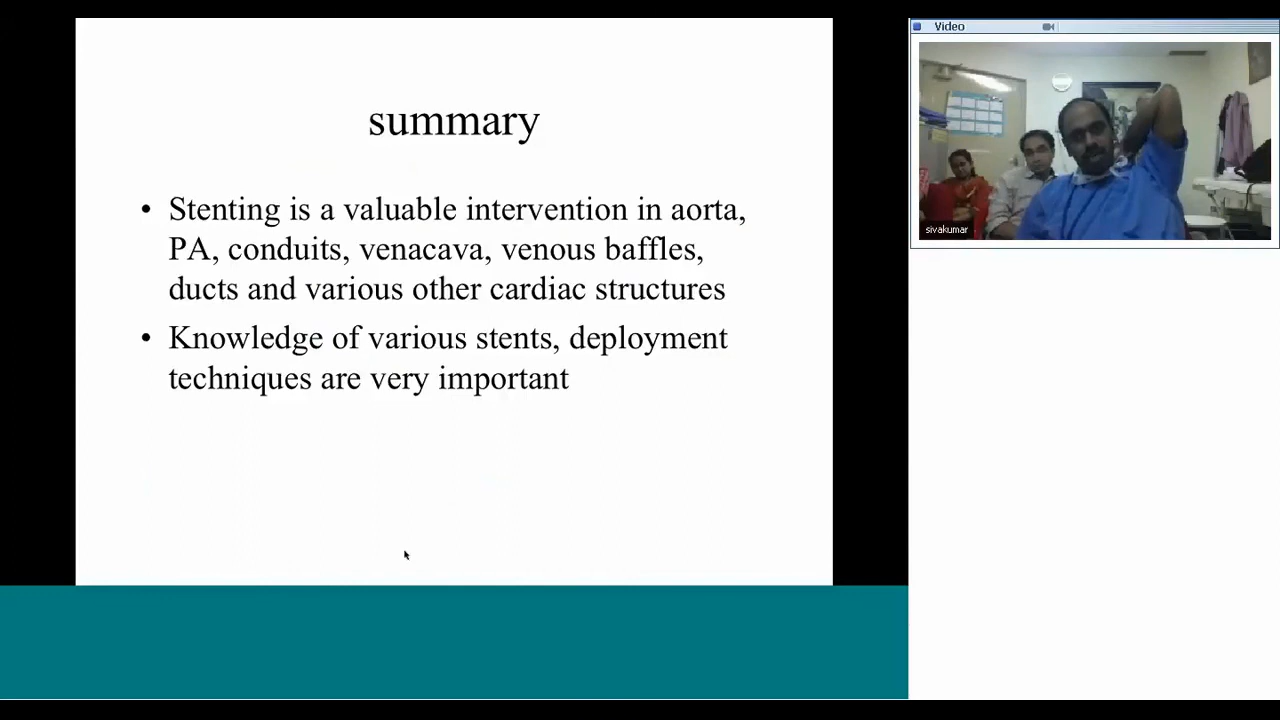 summary
• Stenting is a valuable intervention in aorta,
PA, conduits, venacava, venous baffles,
ducts and various other cardiac structures
• Knowledge of various stents, deployment
techniques are very important
Video
sivakumar